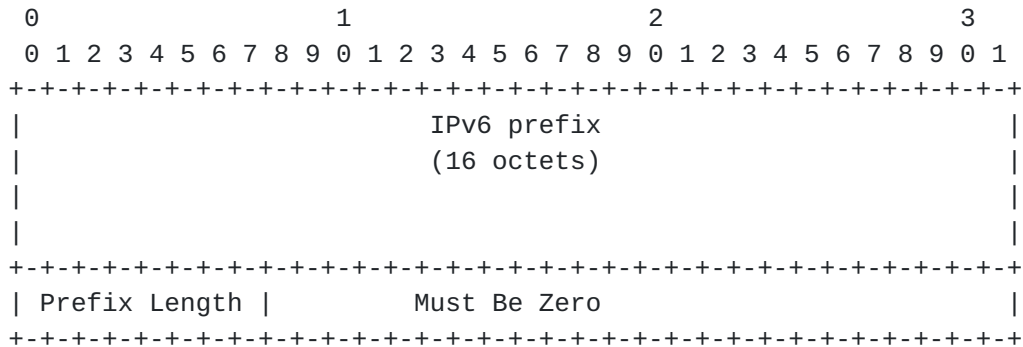 0                   1                   2                   3
 0 1 2 3 4 5 6 7 8 9 0 1 2 3 4 5 6 7 8 9 0 1 2 3 4 5 6 7 8 9 0 1
+-+-+-+-+-+-+-+-+-+-+-+-+-+-+-+-+-+-+-+-+-+-+-+-+-+-+-+-+-+-+-+-+
|                          IPv6 prefix                          |
|                          (16 octets)                          |
|                                                               |
|                                                               |
+-+-+-+-+-+-+-+-+-+-+-+-+-+-+-+-+-+-+-+-+-+-+-+-+-+-+-+-+-+-+-+-+
| Prefix Length |         Must Be Zero                          |
+-+-+-+-+-+-+-+-+-+-+-+-+-+-+-+-+-+-+-+-+-+-+-+-+-+-+-+-+-+-+-+-+